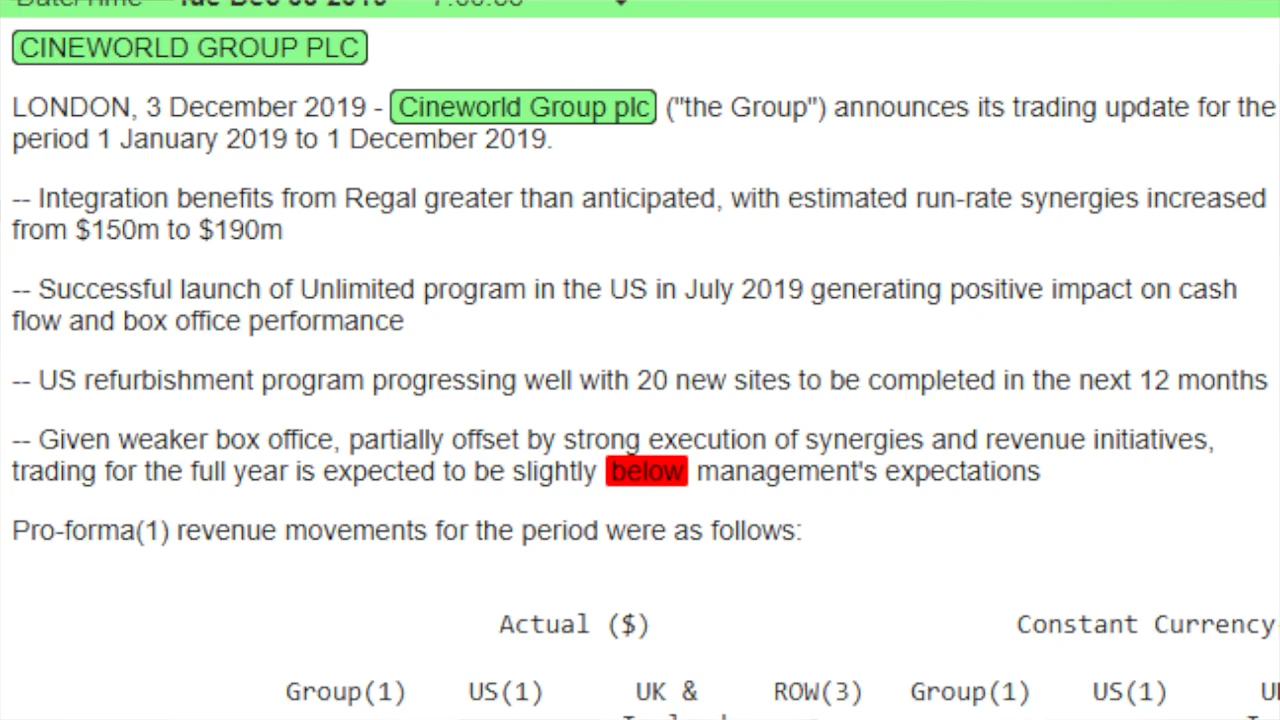 CINEWORLD GROUP PLC
LONDON, 3 December 2019 - Cineworld Group plc ("the Group") announces its trading update for the
period 1 January 2019 to 1 December 2019.
-- Integration benefits from Regal greater than anticipated, with estimated run-rate synergies increased
from $150m to $190m
-- Successful launch of Unlimited program in the US in July 2019 generating positive impact on cash
flow and box office performance
-- US refurbishment program progressing well with 20 new sites to be completed in the next 12 months
-- Given weaker box office, partially offset by strong execution of synergies and revenue initiatives,
trading for the full year is expected to be slightly below management's expectations
Pro-forma(1) revenue movements for the period were as follows:
Actual ($) Constant Currency
Group(1) US(1) UK & ROW(3) Group(1) US(1)